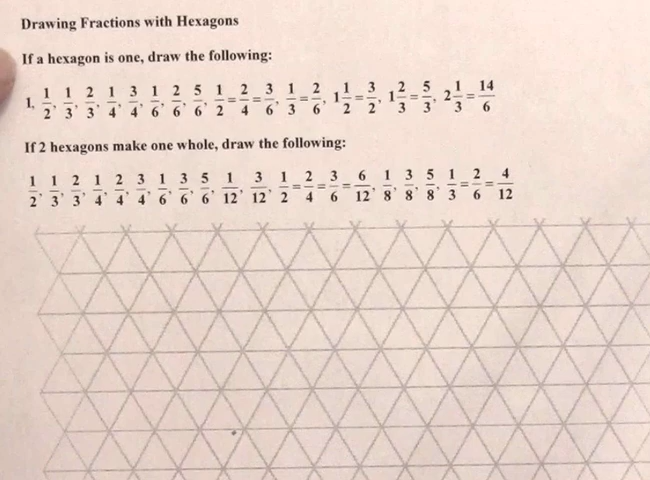 Drawing Fractions with Hexagons
If a hexagon is one, draw the following:
1, 1/2, 1/3, 2/3, 1/4, 3/4, 1/6, 2/6, 5/6, 1/2=2/4=3/6, 1/3=2/6, 1 1/2=3/2, 1 2/3=5/3, 2 1/3=14/6
If 2 hexagons make one whole, draw the following:
1/2, 1/3, 2/3, 1/4, 2/4, 3/4, 1/6, 3/6, 5/6, 1/12, 3/12, 1/2=2/4=3/6=6/12, 1/8, 3/8, 5/8, 1/3=2/6=4/12